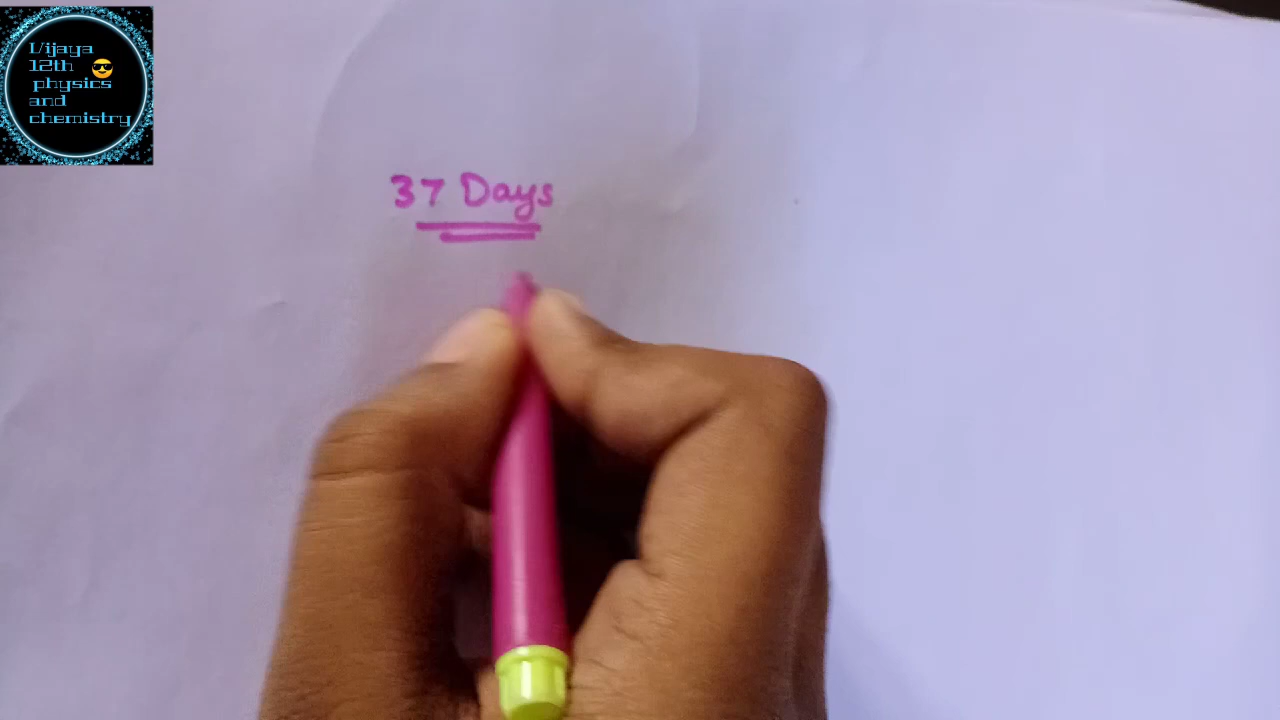 Vijaya
12th 😎
physics
and
chemistry
37 Days